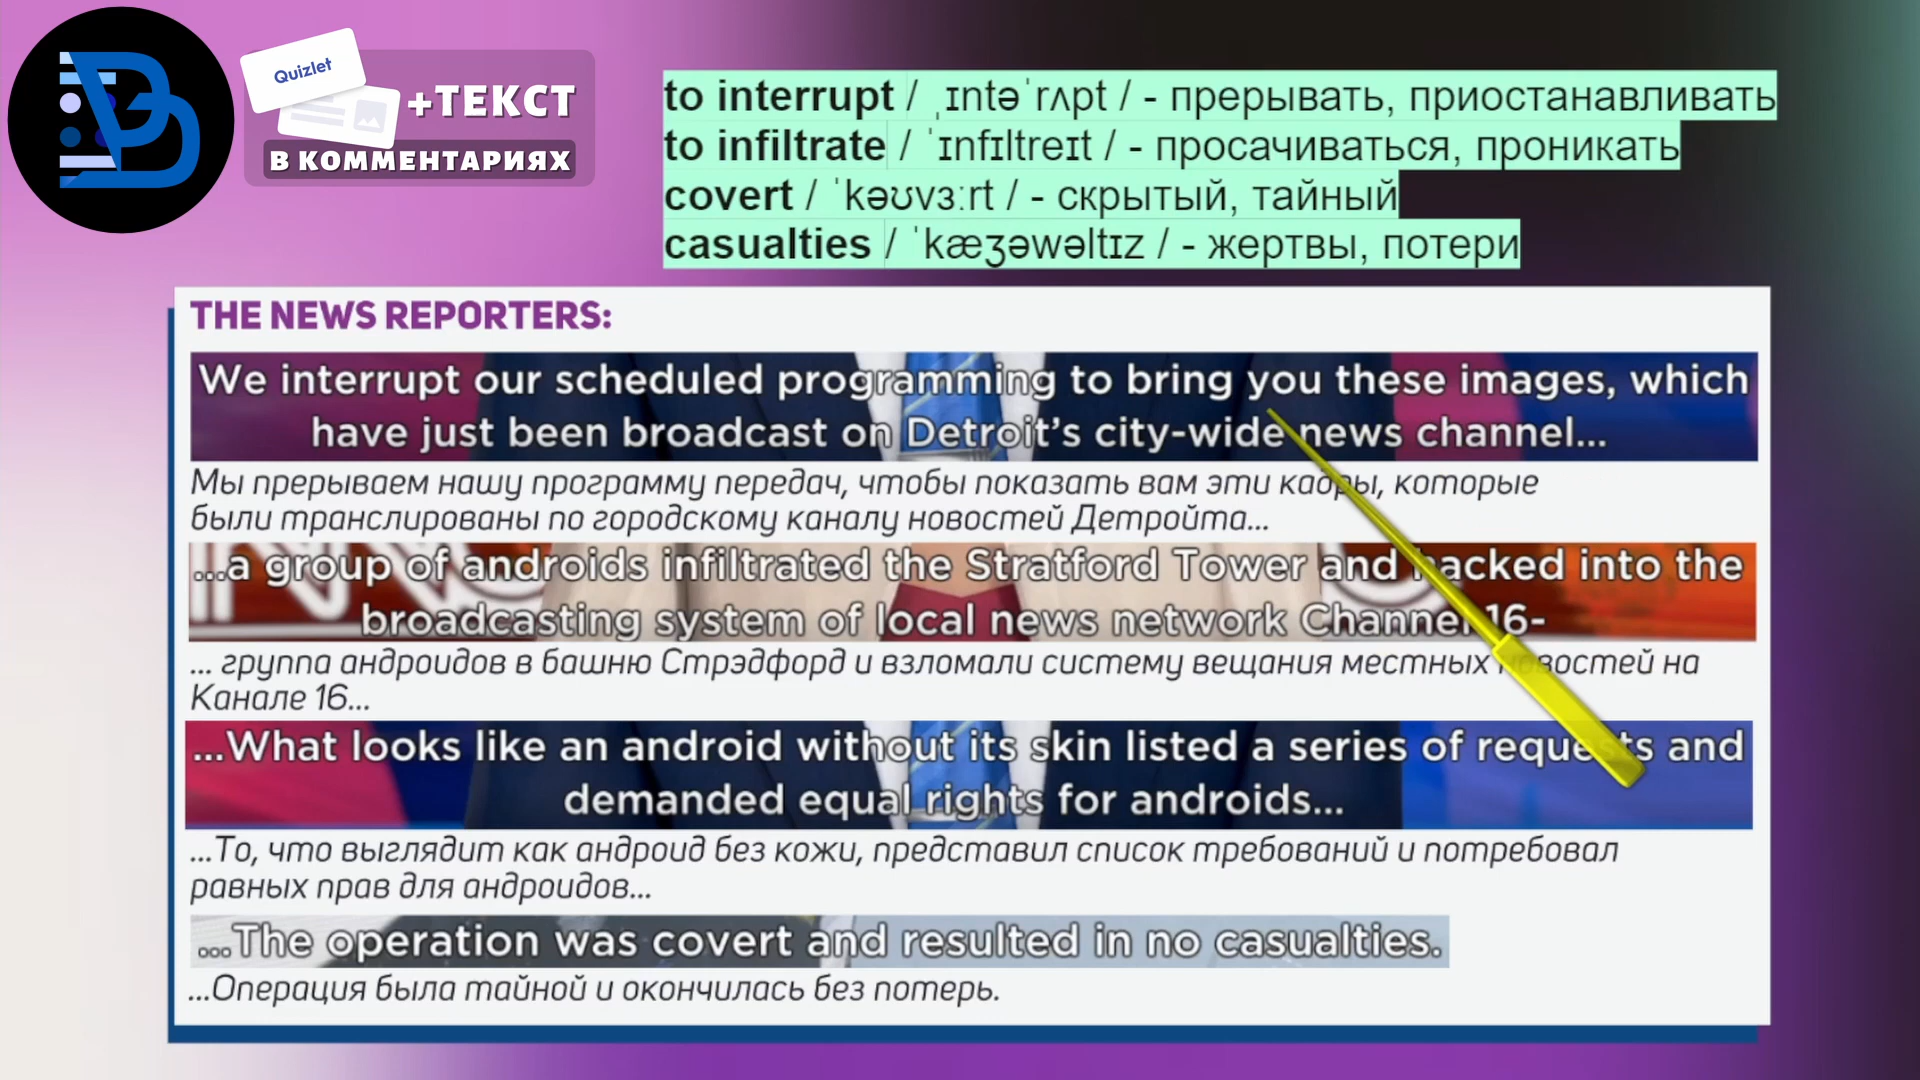 Quizlet
+ТЕКСТ
В КОММЕНТАРИЯХ
to interrupt / ˌɪntəˈrʌpt / - прерывать, приостанавливать
to infiltrate / ˈɪnfɪltreɪt / - просачиваться, проникать
covert / ˈkəʊvɜːrt / - скрытый, тайный
casualties / ˈkæʒəwəltɪz / - жертвы, потери
THE NEWS REPORTERS:
We interrupt our scheduled programming to bring you these images, which
have just been broadcast on Detroit's city-wide news channel...
Мы прерываем нашу программу передач, чтобы показать вам эти кадры, которые
были транслированы по городскому каналу новостей Детройта...
...a group of androids infiltrated the Stratford Tower and hacked into the
broadcasting system of local news network Channel 16-
... группа андроидов в башню Стрэдфорд и взломали систему вещания местных новостей на
Канале 16...
...What looks like an android without its skin listed a series of requests and
demanded equal rights for androids...
...То, что выглядит как андроид без кожи, представил список требований и потребовал
равных прав для андроидов...
...The operation was covert and resulted in no casualties.
...Операция была тайной и окончилась без потерь.